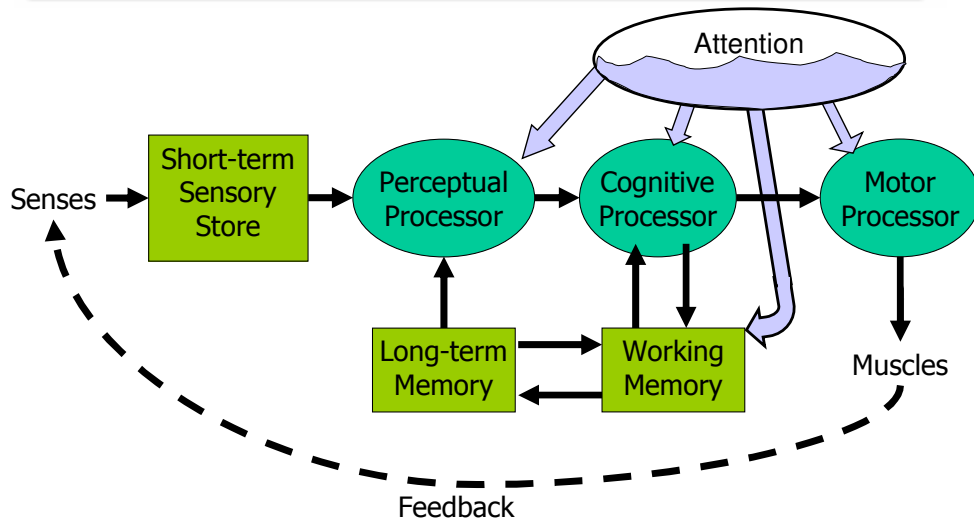 Attention
Short-term
Sensory
Store
Senses
Perceptual
Processor
Cognitive
Processor
Motor
Processor
Long-term
Memory
Working
Memory
Muscles
Feedback